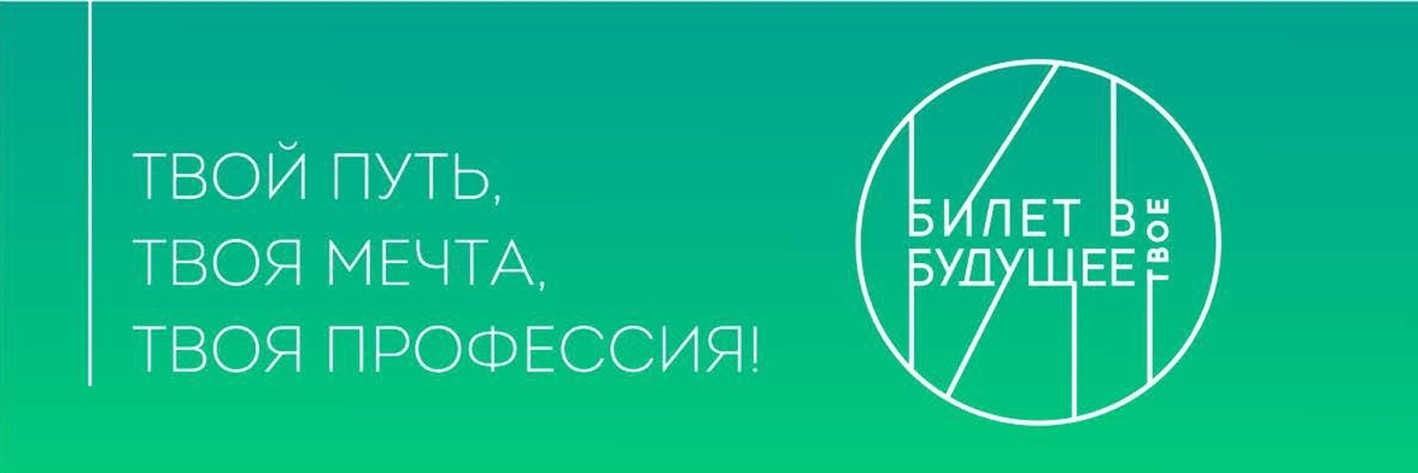 ТВОЙ ПУТЬ,
ТВОЯ МЕЧТА,
ТВОЯ ПРОФЕССИЯ!
БИЛЕТ В
БУДУЩЕЕ
ТВОЕ